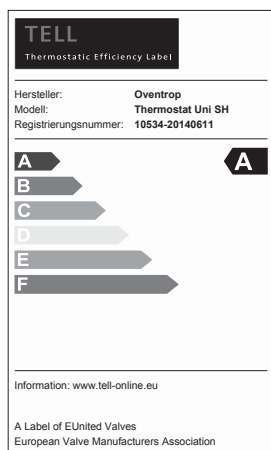 TELL
Thermostatic Efficiency Label
Hersteller: Oventrop
Modell: Thermostat Uni SH
Registrierungsnummer: 10534-20140611
A A
B
C
D
E
F
Information: www.tell-online.eu
A Label of EUnited Valves
European Valve Manufacturers Association